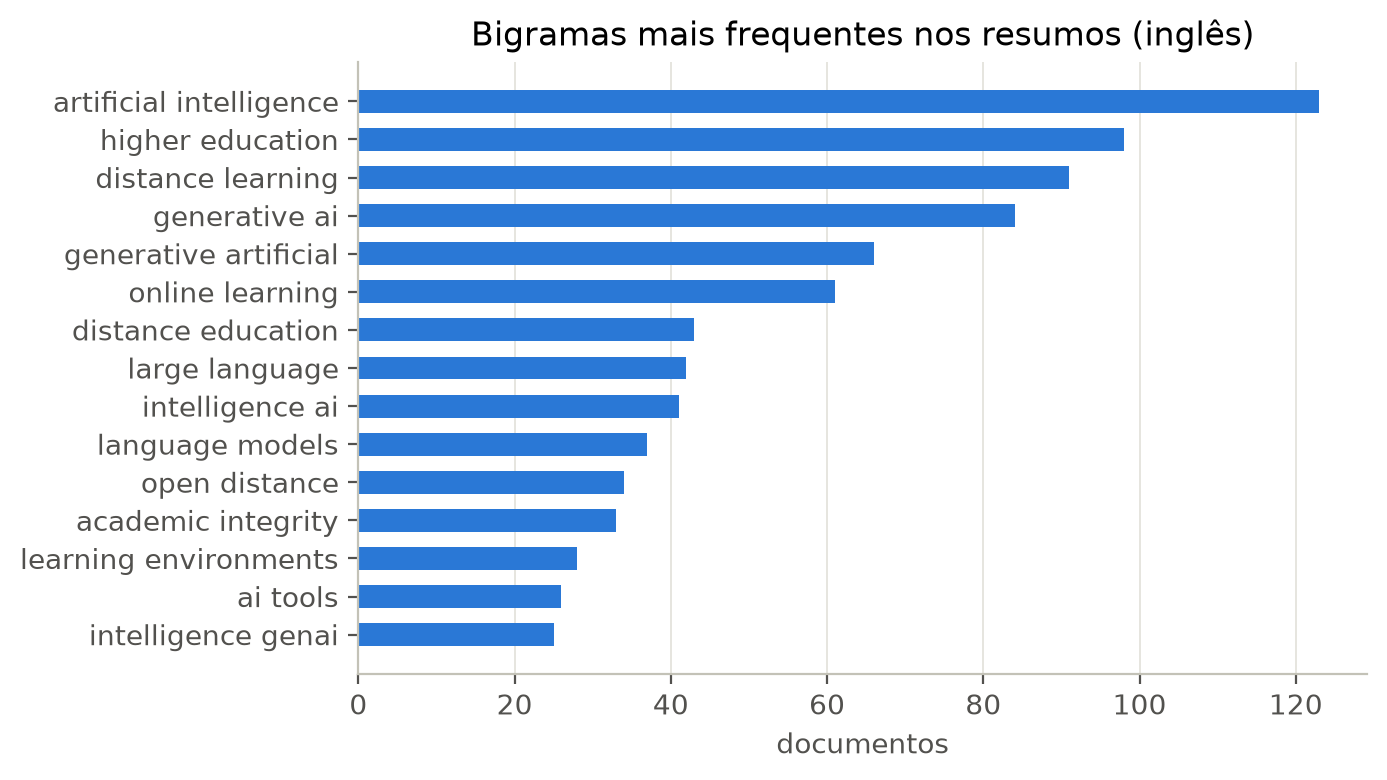 Bigramas mais frequentes nos resumos (inglês)
artificial intelligence
higher education
distance learning
generative ai
generative artificial
online learning
distance education
large language
intelligence ai
language models
open distance
academic integrity
learning environments
ai tools
intelligence genai
0 20 40 60 80 100 120
documentos